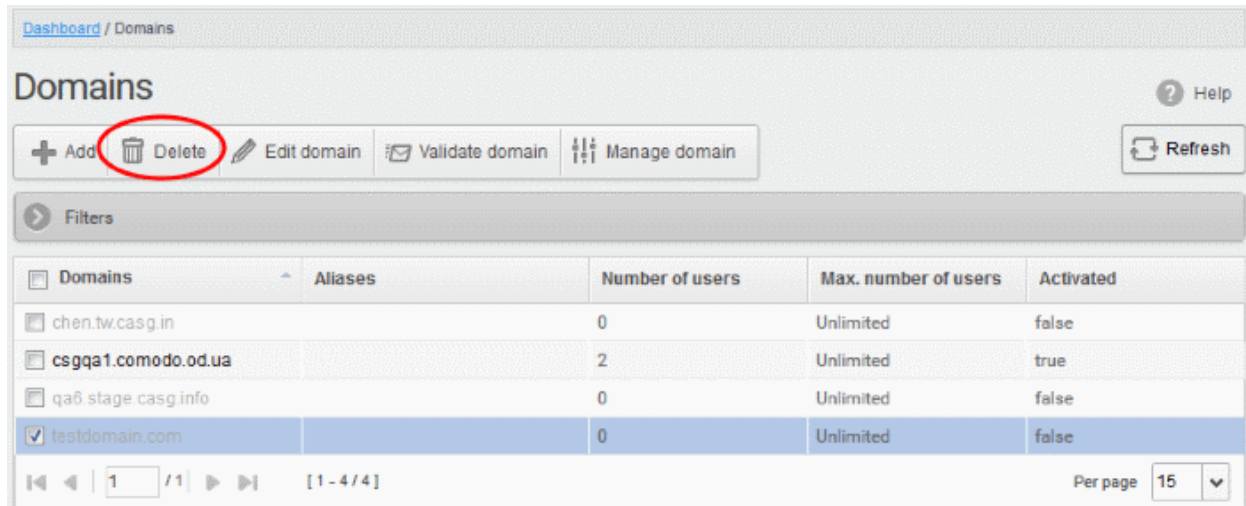 Dashboard / Domains
Domains
Help
Add Delete Edit domain Validate domain Manage domain Refresh
Filters
Domains Aliases Number of users Max. number of users Activated
chen.tw.casg.in 0 Unlimited false
csgqa1.comodo.od.ua 2 Unlimited true
qa6.stage.casg.info 0 Unlimited false
testdomain.com 0 Unlimited false
1 / 1 [ 1 - 4 / 4 ] Per page 15